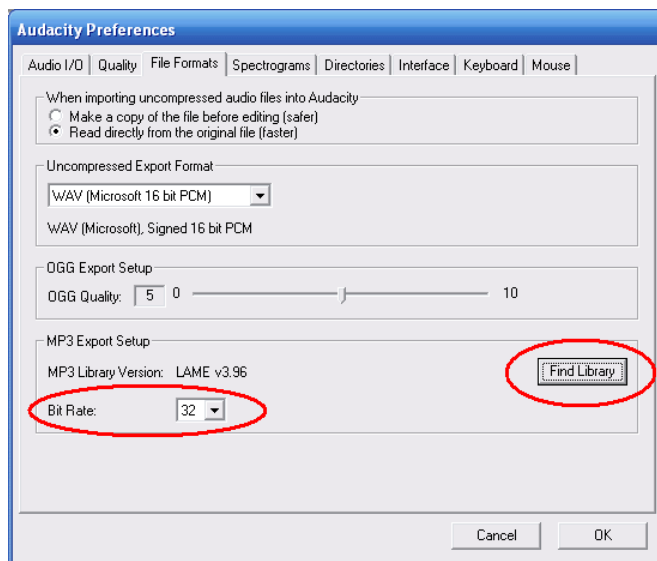 Audacity Preferences
Audio I/O Quality File Formats Spectrograms Directories Interface Keyboard Mouse
When importing uncompressed audio files into Audacity
Make a copy of the file before editing (safer)
Read directly from the original file (faster)
Uncompressed Export Format
WAV (Microsoft 16 bit PCM)
WAV (Microsoft), Signed 16 bit PCM
OGG Export Setup
OGG Quality: 5 0 10
MP3 Export Setup
MP3 Library Version: LAME v3.96 Find Library
Bit Rate: 32
Cancel OK